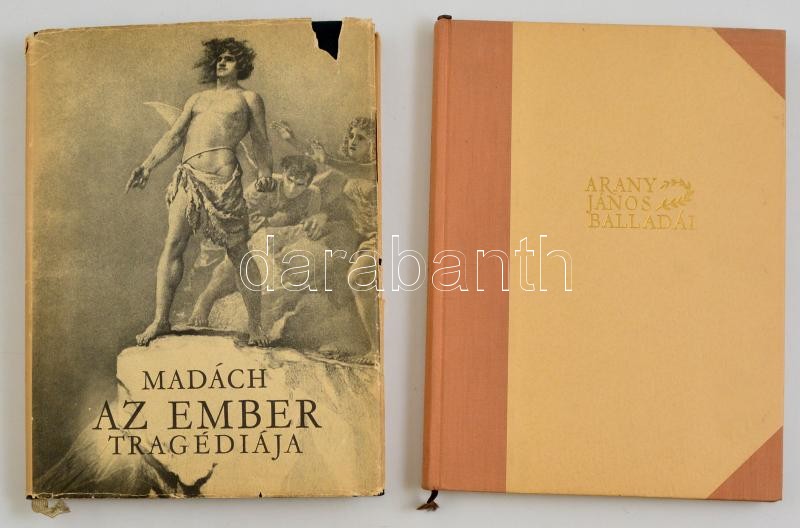 MADÁCH
AZ EMBER
TRAGÉDIÁJA
ARANY
JÁNOS
BALLADÁI
darabanth